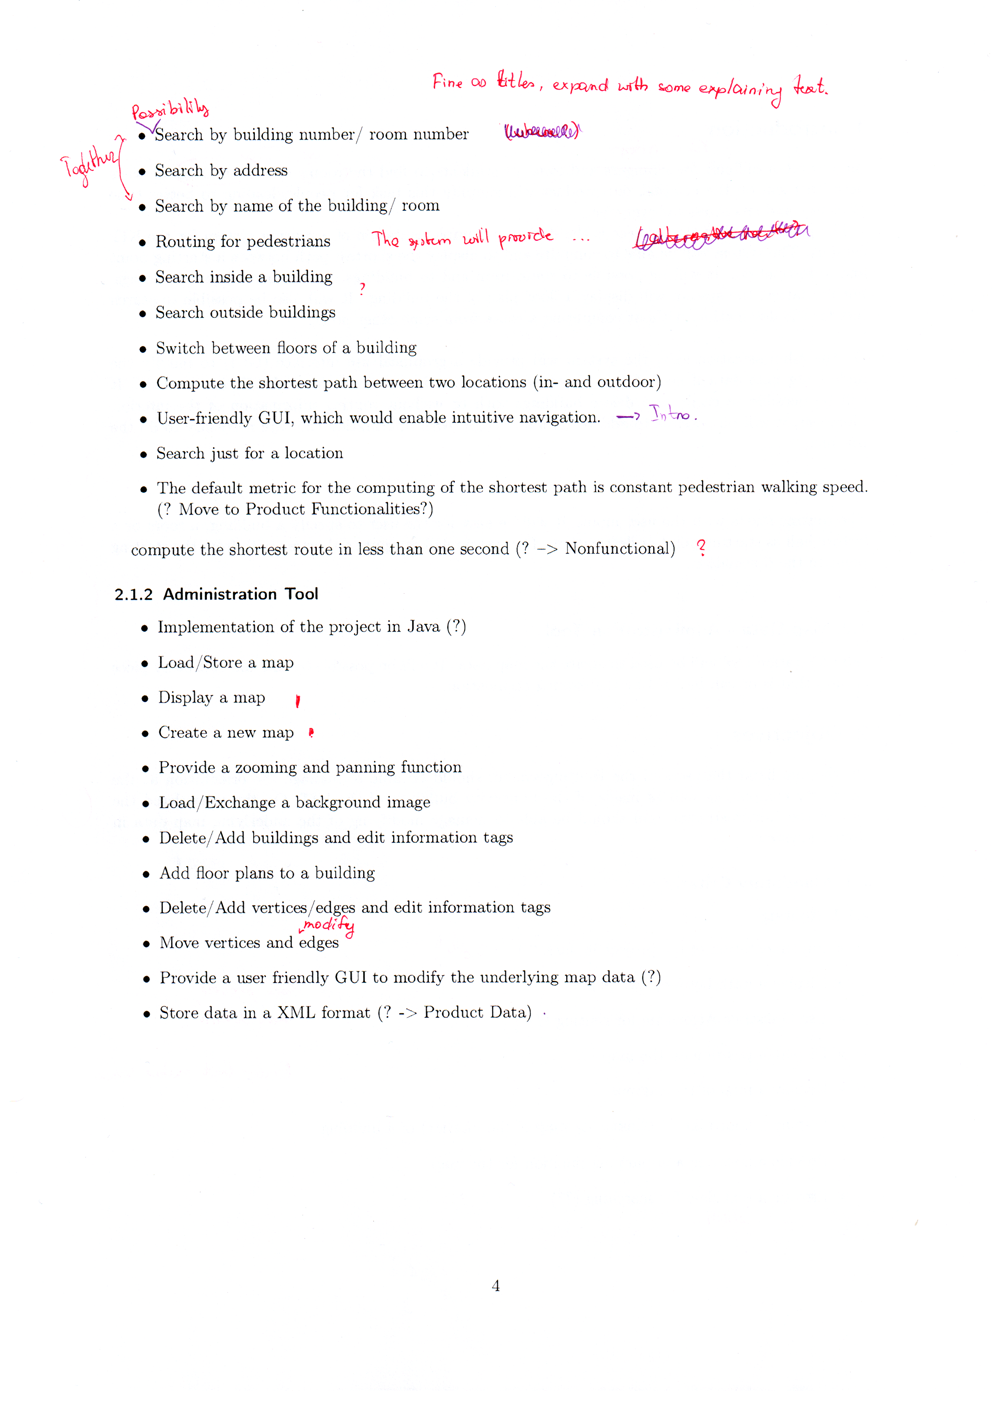 Fine as titles, expand with some explaining text.
Possibility
• Search by building number/ room number
Together
• Search by address
• Search by name of the building/ room
• Routing for pedestrians The system will provide ...
• Search inside a building
?
• Search outside buildings
• Switch between floors of a building
• Compute the shortest path between two locations (in- and outdoor)
• User-friendly GUI, which would enable intuitive navigation. —> Intro.
• Search just for a location
• The default metric for the computing of the shortest path is constant pedestrian walking speed.
(? Move to Product Functionalities?)
compute the shortest route in less than one second (? –> Nonfunctional) ?
2.1.2 Administration Tool
• Implementation of the project in Java (?)
• Load/Store a map
• Display a map
• Create a new map
• Provide a zooming and panning function
• Load/Exchange a background image
• Delete/Add buildings and edit information tags
• Add floor plans to a building
• Delete/Add vertices/edges and edit information tags
modify
• Move vertices and edges
• Provide a user friendly GUI to modify the underlying map data (?)
• Store data in a XML format (? -> Product Data)
4